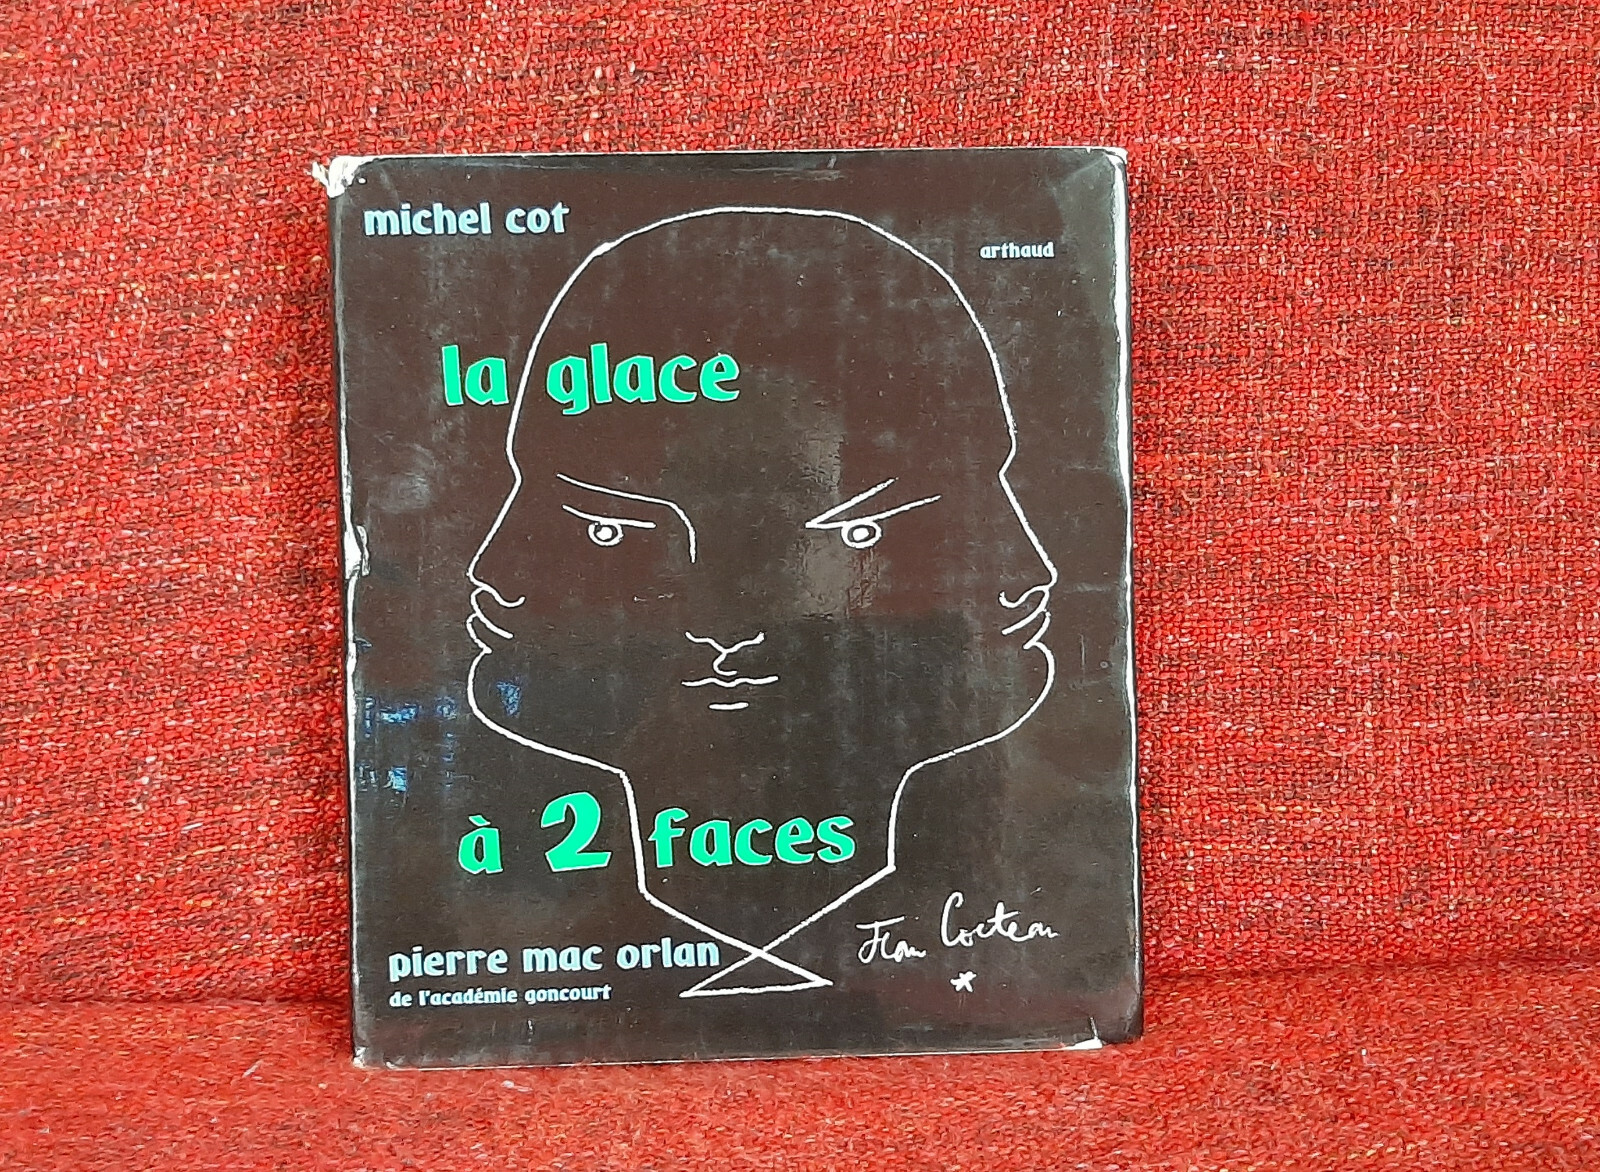 michel cot
arthaud
la glace
à 2 faces
pierre mac orlan
de l'académie goncourt
Jean Cocteau